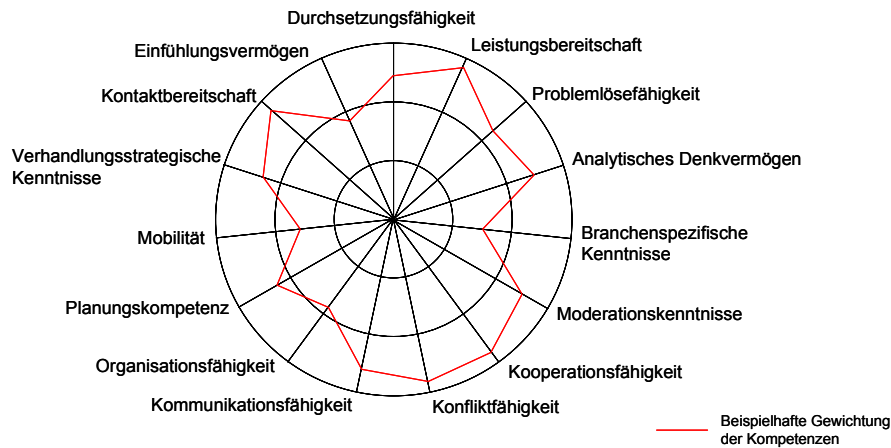 Durchsetzungsfähigkeit
Leistungsbereitschaft
Problemlösefähigkeit
Analytisches Denkvermögen
Branchenspezifische
Kenntnisse
Moderationskenntnisse
Kooperationsfähigkeit
Konfliktfähigkeit
Kommunikationsfähigkeit
Organisationsfähigkeit
Planungskompetenz
Mobilität
Verhandlungsstrategische
Kenntnisse
Kontaktbereitschaft
Einfühlungsvermögen
Beispielhafte Gewichtung
der Kompetenzen